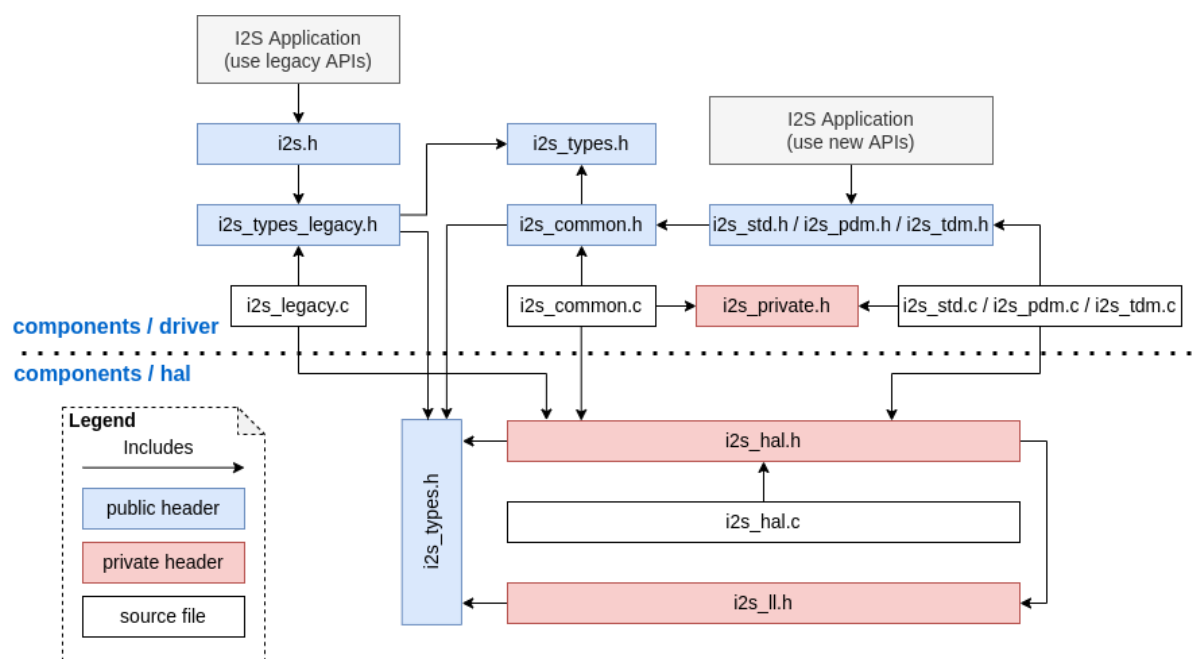 I2S Application
(use legacy APIs)
I2S Application
(use new APIs)
i2s.h
i2s_types.h
i2s_types_legacy.h
i2s_common.h
i2s_std.h / i2s_pdm.h / i2s_tdm.h
i2s_legacy.c
i2s_common.c
i2s_private.h
i2s_std.c / i2s_pdm.c / i2s_tdm.c
components / driver
components / hal
Legend
Includes
public header
private header
source file
i2s_types.h
i2s_hal.h
i2s_hal.c
i2s_ll.h